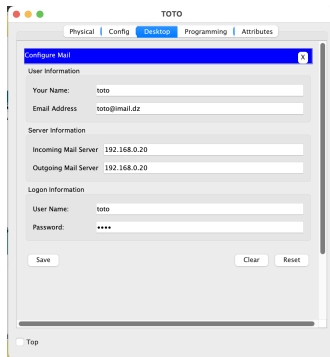 TOTO
Physical Config Desktop Programming Attributes
Configure Mail X
User Information
Your Name: toto
Email Address toto@imail.dz
Server Information
Incoming Mail Server 192.168.0.20
Outgoing Mail Server 192.168.0.20
Logon Information
User Name: toto
Password: ••••
Save Clear Reset
Top